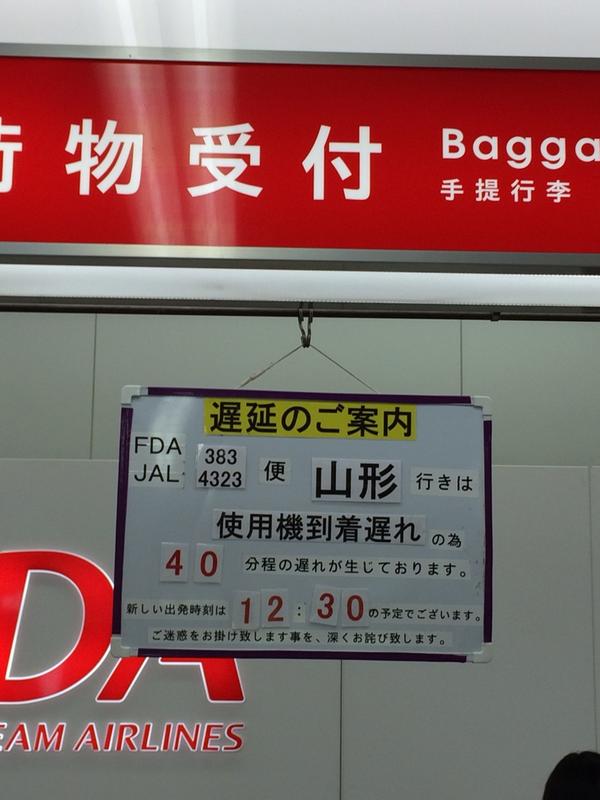 物受付
手提行李
遅延のご案内
FDA 383
JAL 4323 便 山形 行きは
使用機到着遅れ の為
40 分程の遅れが生じております。
新しい出発時刻は 12:30 の予定でございます。
ご迷惑をお掛け致します事を、深くお詫び致します。
DA
AIRLINES